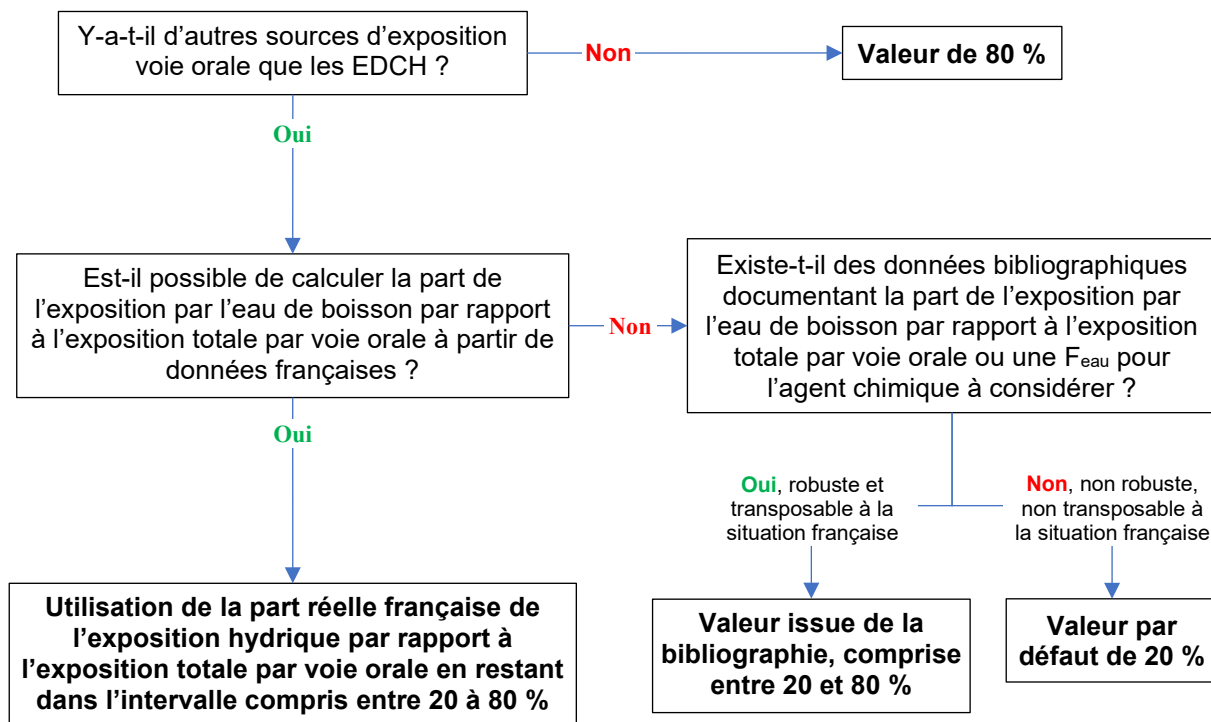 Y-a-t-il d'autres sources d'exposition
voie orale que les EDCH ?
Non
Valeur de 80 %
Oui
Est-il possible de calculer la part de
l'exposition par l'eau de boisson par rapport
à l'exposition totale par voie orale à partir de
données françaises ?
Non
Existe-t-il des données bibliographiques
documentant la part de l'exposition par
l'eau de boisson par rapport à l'exposition
totale par voie orale ou une Feau pour
l'agent chimique à considérer ?
Oui
Oui, robuste et
transposable à la
situation française
Non, non robuste,
non transposable à
la situation française
Utilisation de la part réelle française de
l'exposition hydrique par rapport à
l'exposition totale par voie orale en restant
dans l'intervalle compris entre 20 à 80 %
Valeur issue de la
bibliographie, comprise
entre 20 et 80 %
Valeur par
défaut de 20 %